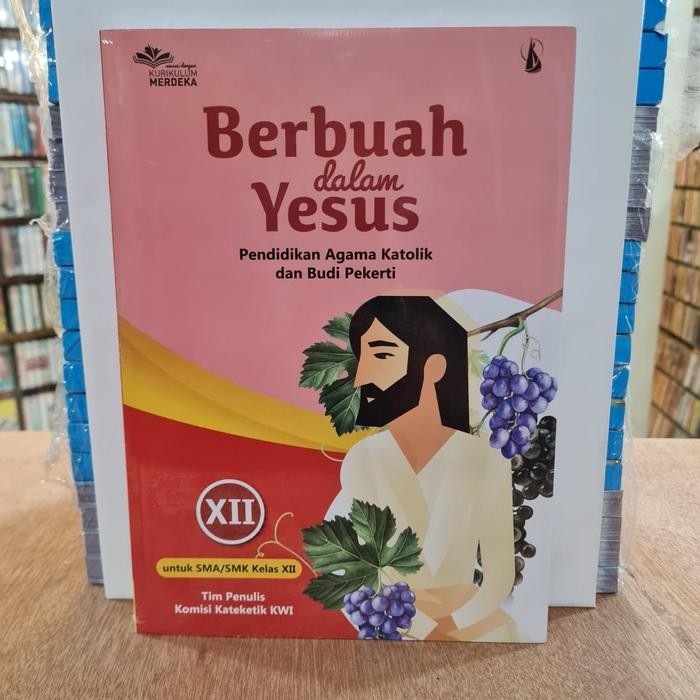 sesuai dengan
KURIKULUM
MERDEKA
Berbuah
dalam
Yesus
Pendidikan Agama Katolik
dan Budi Pekerti
XII
untuk SMA/SMK Kelas XII
Tim Penulis
Komisi Kateketik KWI